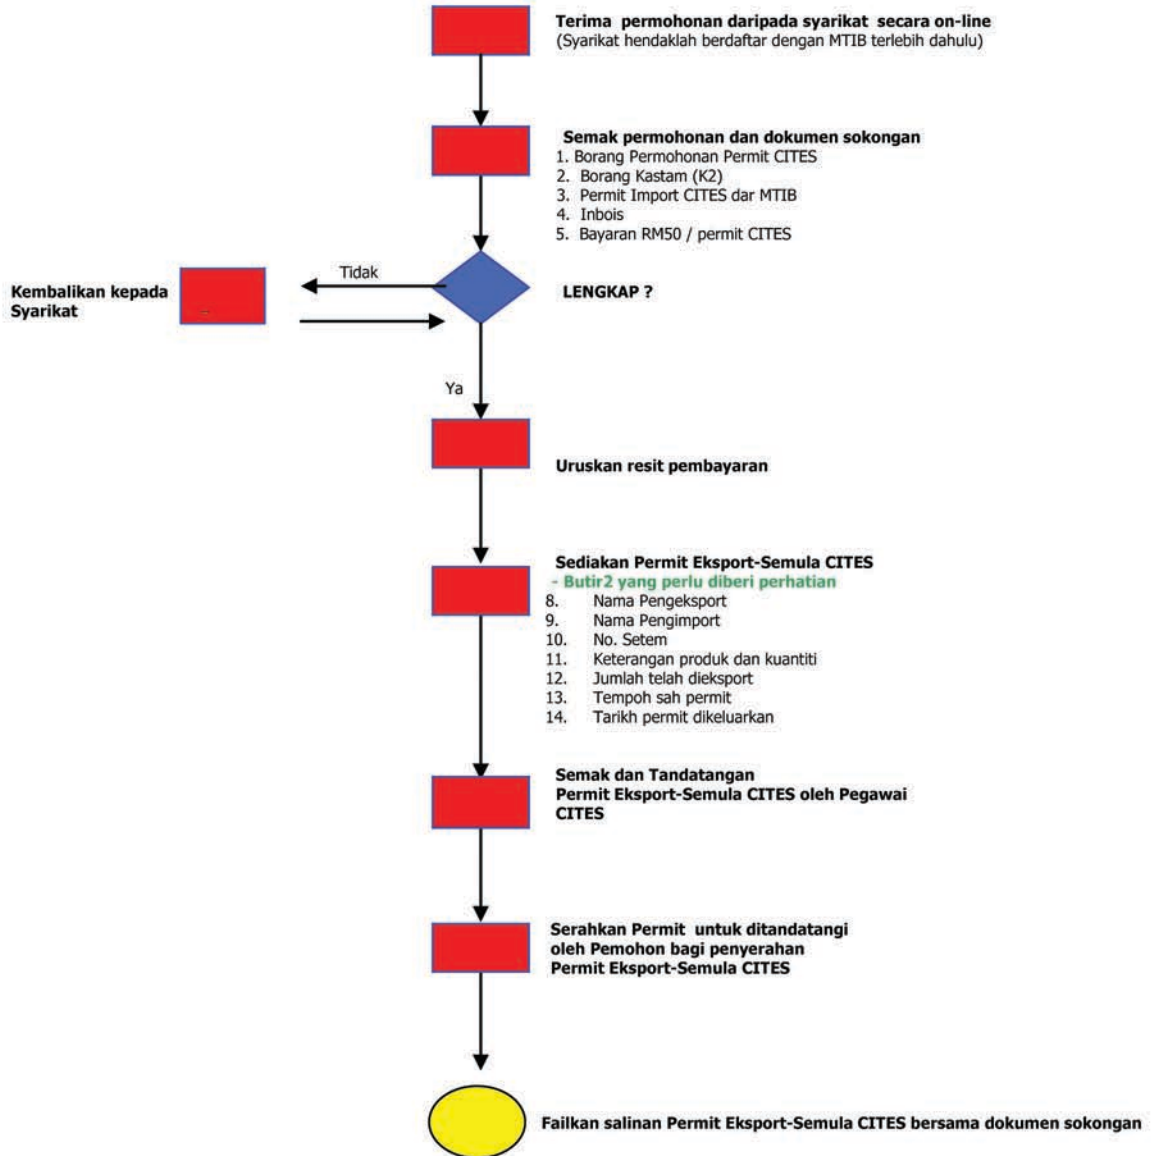 Terima permohonan daripada syarikat secara on-line
(Syarikat hendaklah berdaftar dengan MTIB terlebih dahulu)
Semak permohonan dan dokumen sokongan
1. Borang Permohonan Permit CITES
2. Borang Kastam (K2)
3. Permit Import CITES dar MTIB
4. Inbois
5. Bayaran RM50 / permit CITES
Tidak
Kembalikan kepada
Syarikat
LENGKAP ?
Ya
Uruskan resit pembayaran
Sediakan Permit Eksport-Semula CITES
- Butir2 yang perlu diberi perhatian
8. Nama Pengeksport
9. Nama Pengimport
10. No. Setem
11. Keterangan produk dan kuantiti
12. Jumlah telah dieksport
13. Tempoh sah permit
14. Tarikh permit dikeluarkan
Semak dan Tandatangan
Permit Eksport-Semula CITES oleh Pegawai
CITES
Serahkan Permit untuk ditandatangi
oleh Pemohon bagi penyerahan
Permit Eksport-Semula CITES
Failkan salinan Permit Eksport-Semula CITES bersama dokumen sokongan